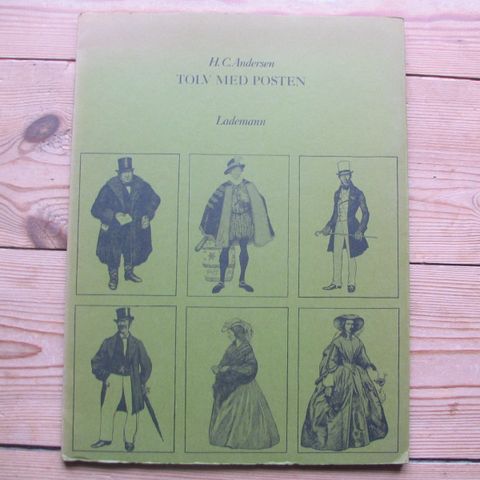 H. C. Andersen
TOLV MED POSTEN
Lademann